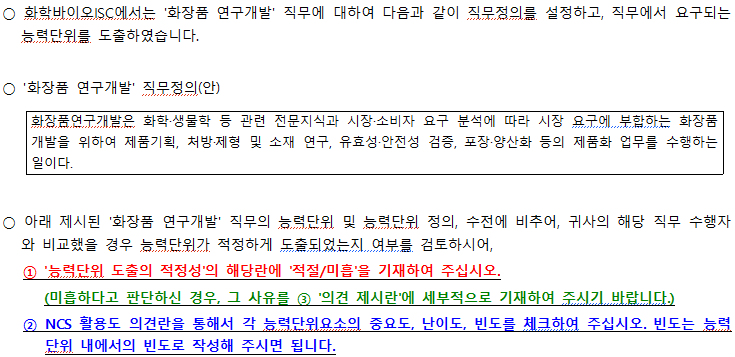 ○ 화학바이오ISC에서는 '화장품 연구개발' 직무에 대하여 다음과 같이 직무정의를 설정하고, 직무에서 요구되는
능력단위를 도출하였습니다.
○ '화장품 연구개발' 직무정의(안)
화장품연구개발은 화학·생물학 등 관련 전문지식과 시장·소비자 요구 분석에 따라 시장 요구에 부합하는 화장품
개발을 위하여 제품기획, 처방·제형 및 소재 연구, 유효성·안전성 검증, 포장·양산화 등의 제품화 업무를 수행하는
일이다.
○ 아래 제시된 '화장품 연구개발' 직무의 능력단위 및 능력단위 정의, 수전에 비추어, 귀사의 해당 직무 수행자
와 비교했을 경우 능력단위가 적정하게 도출되었는지 여부를 검토하시어,
① '능력단위 도출의 적정성'의 해당란에 '적절/미흡'을 기재하여 주십시오.
(미흡하다고 판단하신 경우, 그 사유를 ③ '의견 제시란'에 세부적으로 기재하여 주시기 바랍니다.)
② NCS 활용도 의견란을 통해서 각 능력단위요소의 중요도, 난이도, 빈도를 체크하여 주십시오. 빈도는 능력
단위 내에서의 빈도로 작성해 주시면 됩니다.